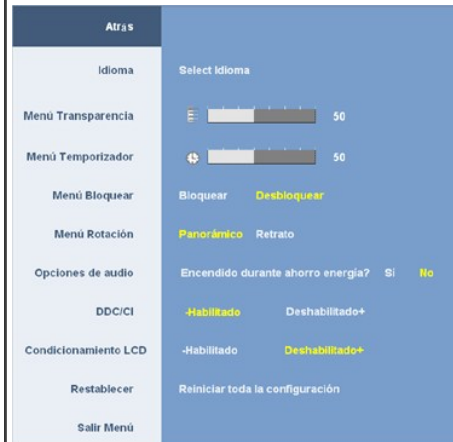 Atrás
Idioma Select Idioma
Menú Transparencia 50
Menú Temporizador 50
Menú Bloquear Bloquear Desbloquear
Menú Rotación Panorámico Retrato
Opciones de audio Encendido durante ahorro energía? Sí No
DDC/CI -Habilitado Deshabilitado+
Condicionamiento LCD -Habilitado Deshabilitado+
Restablecer Reiniciar toda la configuración
Salir Menú